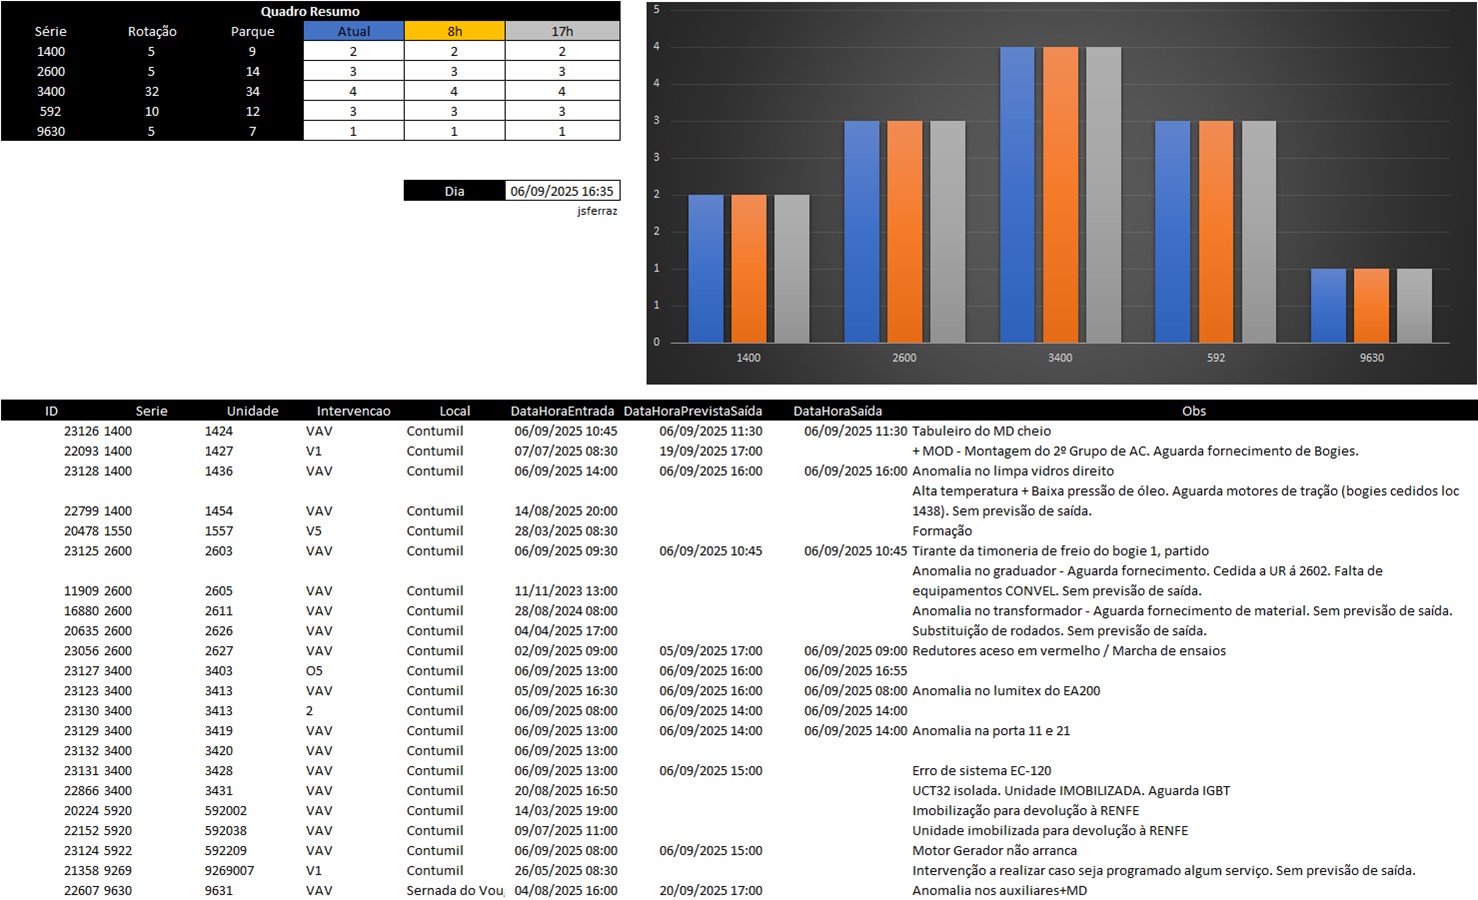 Quadro Resumo
Série Rotação Parque Atual 8h 17h
1400 5 9 2 2 2
2600 5 14 3 3 3
3400 32 34 4 4 4
592 10 12 3 3 3
9630 5 7 1 1 1
Dia 06/09/2025 16:35
jsferraz
5
4
4
3
3
2
2
1
1
0
1400 2600 3400 592 9630
ID Serie Unidade Intervencao Local DataHoraEntrada DataHoraPrevistaSaída DataHoraSaída Obs
23126 1400 1424 VAV Contumil 06/09/2025 10:45 06/09/2025 11:30 06/09/2025 11:30 Tabuleiro do MD cheio
22093 1400 1427 V1 Contumil 07/07/2025 08:30 19/09/2025 17:00 + MOD - Montagem do 2º Grupo de AC. Aguarda fornecimento de Bogies.
23128 1400 1436 VAV Contumil 06/09/2025 14:00 06/09/2025 16:00 06/09/2025 16:00 Anomalia no limpa vidros direito
Alta temperatura + Baixa pressão de óleo. Aguarda motores de tração (bogies cedidos loc
22799 1400 1454 VAV Contumil 14/08/2025 20:00 1438). Sem previsão de saída.
20478 1550 1557 V5 Contumil 28/03/2025 08:30 Formação
23125 2600 2603 VAV Contumil 06/09/2025 09:30 06/09/2025 10:45 06/09/2025 10:45 Tirante da timoneria de freio do bogie 1, partido
Anomalia no graduador - Aguarda fornecimento. Cedida a UR á 2602. Falta de
11909 2600 2605 VAV Contumil 11/11/2023 13:00 equipamentos CONVEL. Sem previsão de saída.
16880 2600 2611 VAV Contumil 28/08/2024 08:00 Anomalia no transformador - Aguarda fornecimento de material. Sem previsão de saída.
20635 2600 2626 VAV Contumil 04/04/2025 17:00 Substituição de rodados. Sem previsão de saída.
23056 2600 2627 VAV Contumil 02/09/2025 09:00 05/09/2025 17:00 06/09/2025 09:00 Redutores aceso em vermelho / Marcha de ensaios
23127 3400 3403 O5 Contumil 06/09/2025 13:00 06/09/2025 16:00 06/09/2025 16:55
23123 3400 3413 VAV Contumil 05/09/2025 16:30 06/09/2025 16:00 06/09/2025 08:00 Anomalia no lumitex do EA200
23130 3400 3413 2 Contumil 06/09/2025 08:00 06/09/2025 14:00 06/09/2025 14:00
23129 3400 3419 VAV Contumil 06/09/2025 13:00 06/09/2025 14:00 06/09/2025 14:00 Anomalia na porta 11 e 21
23132 3400 3420 VAV Contumil 06/09/2025 13:00
23131 3400 3428 VAV Contumil 06/09/2025 13:00 06/09/2025 15:00 Erro de sistema EC-120
22866 3400 3431 VAV Contumil 20/08/2025 16:50 UCT32 isolada. Unidade IMOBILIZADA. Aguarda IGBT
20224 5920 592002 VAV Contumil 14/03/2025 19:00 Imobilização para devolução à RENFE
22152 5920 592038 VAV Contumil 09/07/2025 11:00 Unidade imobilizada para devolução à RENFE
23124 5922 592209 VAV Contumil 06/09/2025 08:00 06/09/2025 15:00 Motor Gerador não arranca
21358 9269 9269007 V1 Contumil 26/05/2025 08:30 Intervenção a realizar caso seja programado algum serviço. Sem previsão de saída.
22607 9630 9631 VAV Sernada do Vou 04/08/2025 16:00 20/09/2025 17:00 Anomalia nos auxiliares+MD